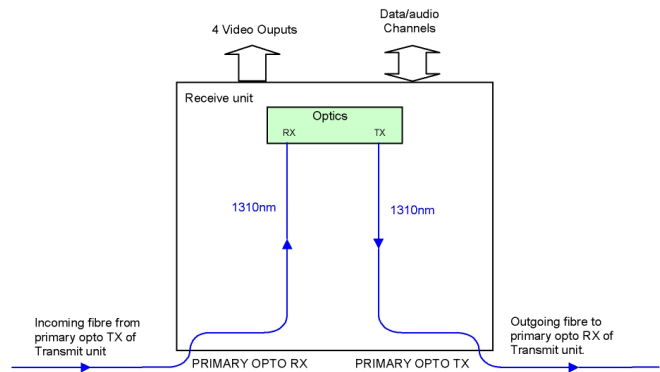 4 Video Ouputs
Data/audio
Channels
Receive unit
Optics
RX
TX
1310nm
1310nm
Incoming fibre from
primary opto TX of
Transmit unit
Outgoing fibre to
primary opto RX of
Transmit unit.
PRIMARY OPTO RX
PRIMARY OPTO TX